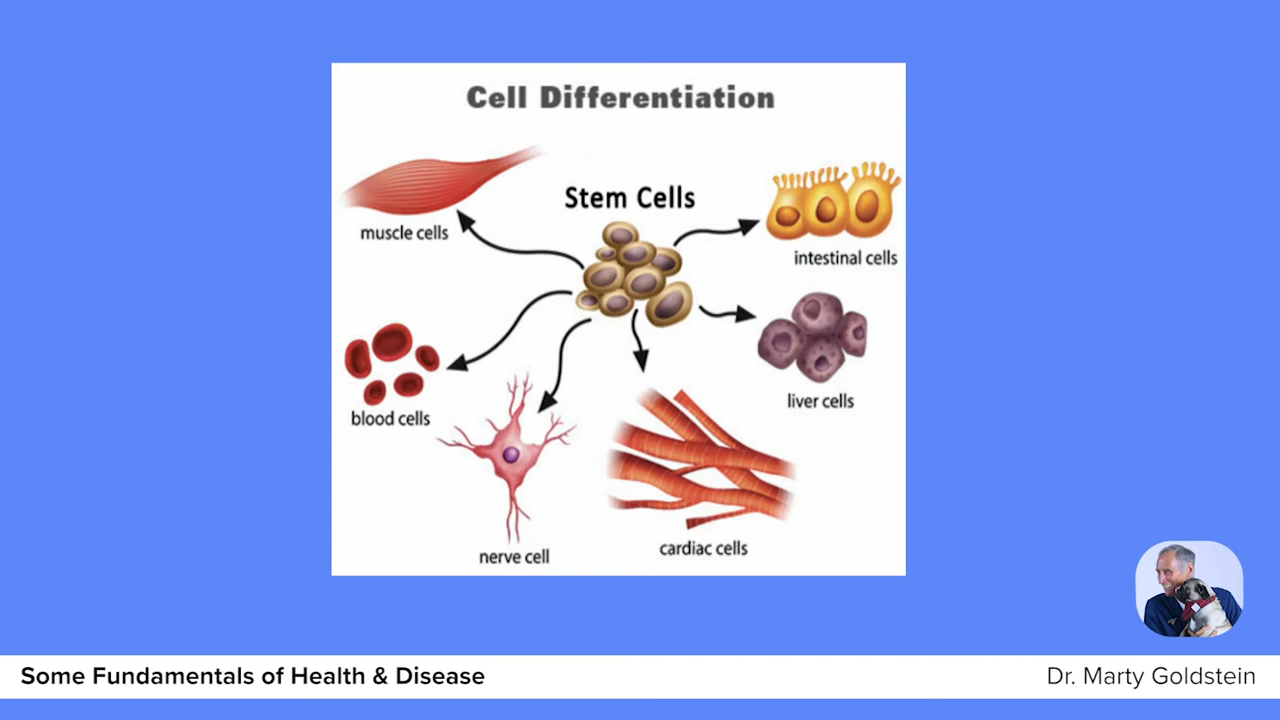 Cell Differentiation
Stem Cells
muscle cells
intestinal cells
blood cells
liver cells
nerve cell
cardiac cells
Some Fundamentals of Health & Disease
Dr. Marty Goldstein